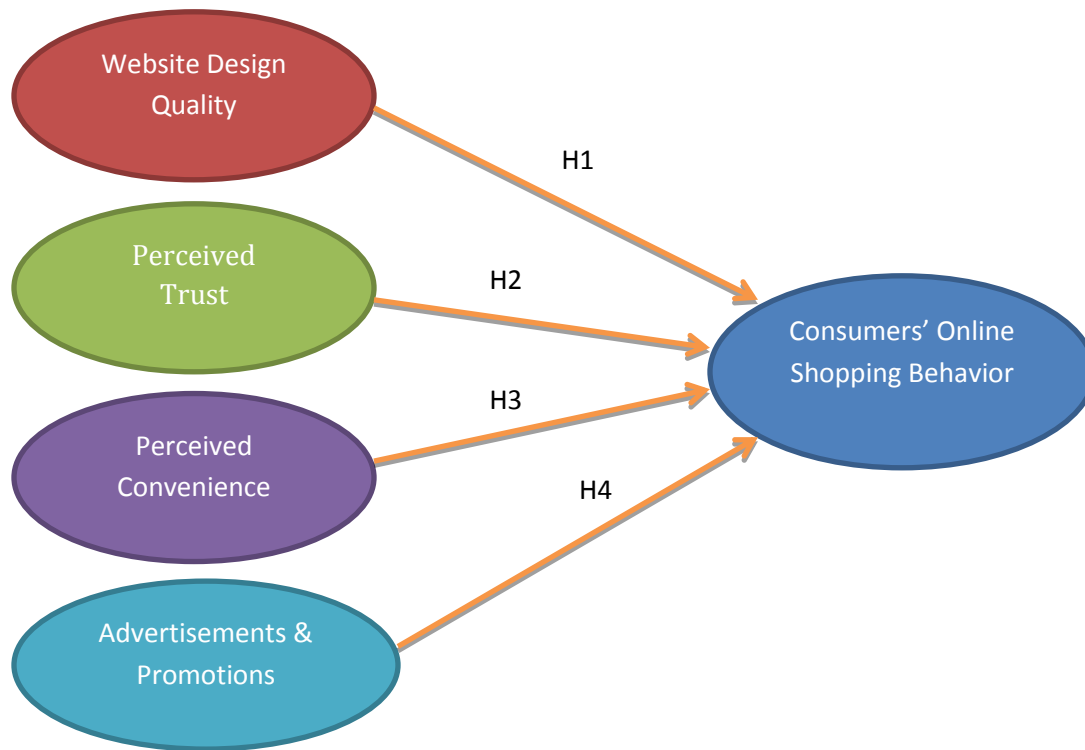 Website Design
Quality
H1
Perceived
Trust
H2
Consumers’ Online
Shopping Behavior
H3
Perceived
Convenience
H4
Advertisements &
Promotions